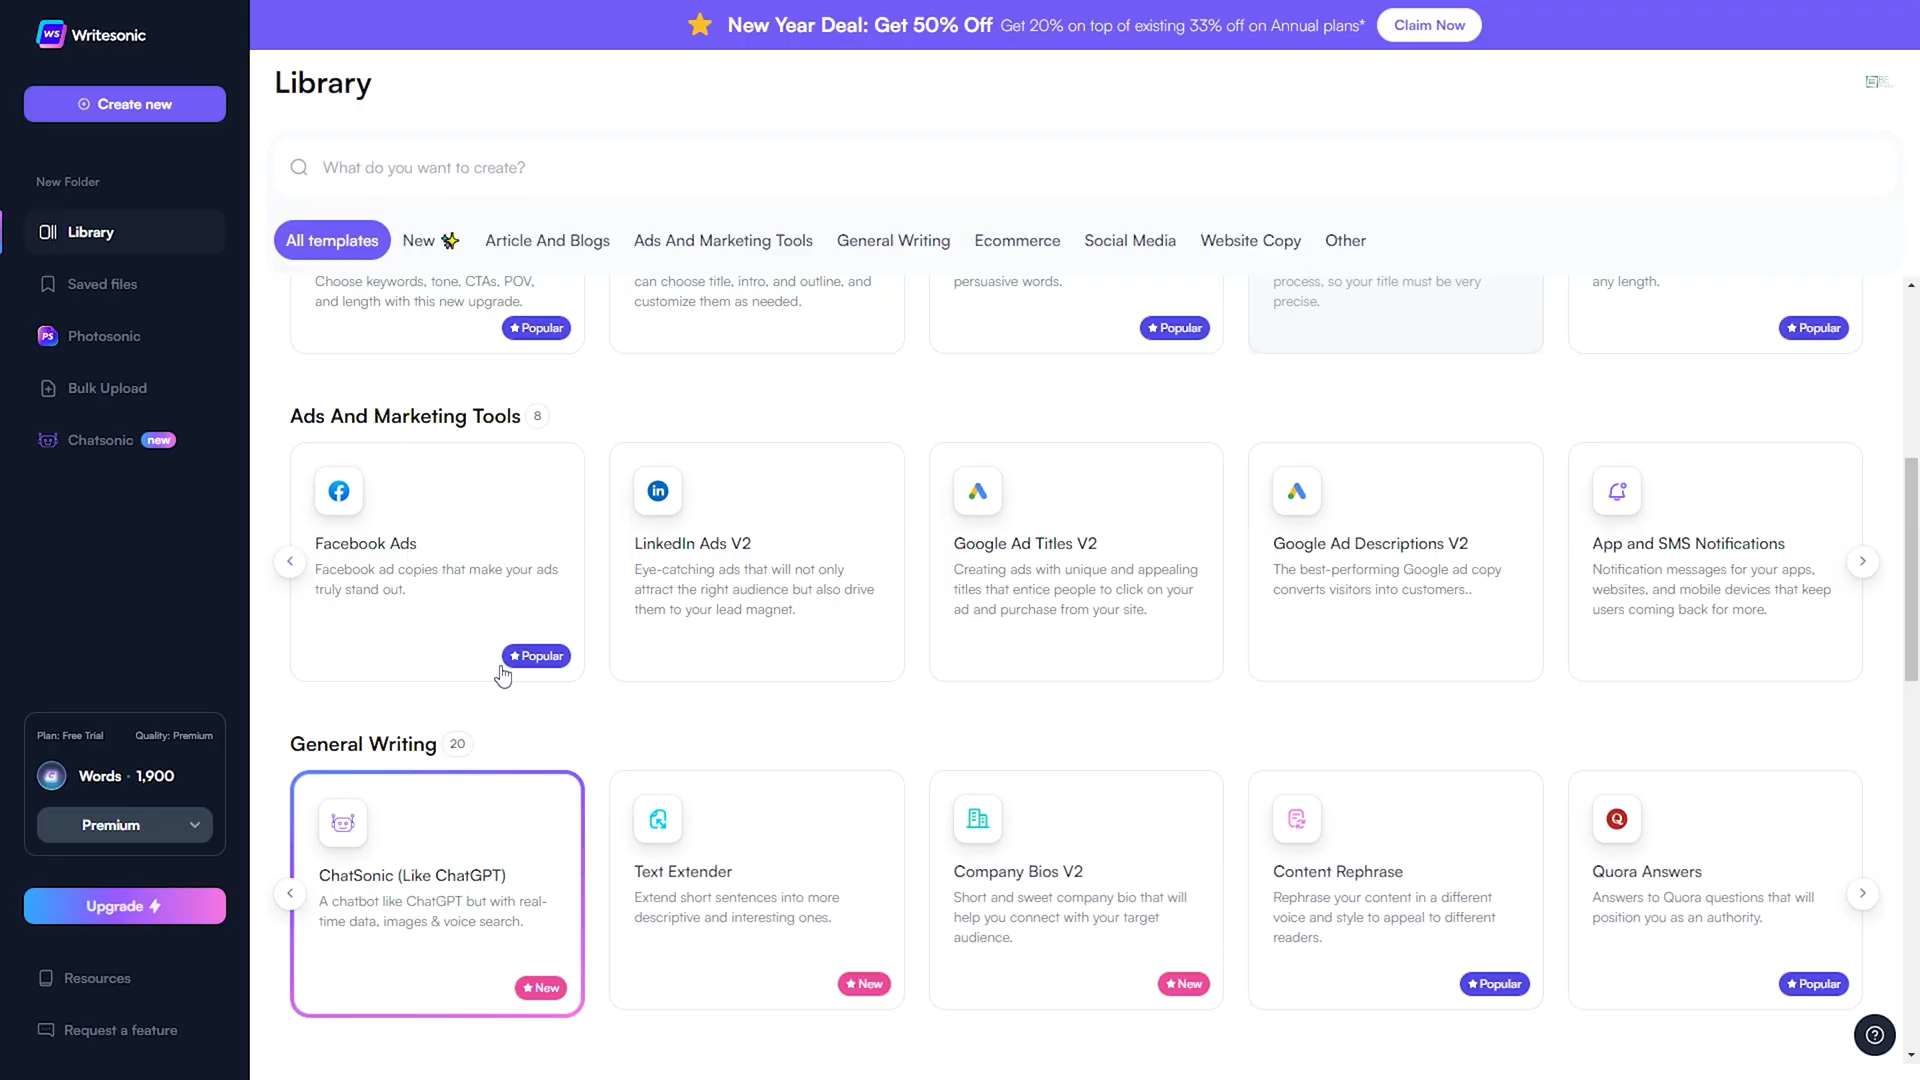 WS Writesonic
New Year Deal: Get 50% Off Get 20% on top of existing 33% off on Annual plans* Claim Now
Create new
Library
What do you want to create?
New Folder
Library
Saved files
PS Photosonic
Bulk Upload
Chatsonic new
All templates New Article And Blogs Ads And Marketing Tools General Writing Ecommerce Social Media Website Copy Other
Choose keywords, tone, CTAs, POV,
and length with this new upgrade.
Popular
can choose title, intro, and outline, and
customize them as needed.
persuasive words.
Popular
process, so your title must be very
precise.
any length.
Popular
Ads And Marketing Tools 8
Facebook Ads
Facebook ad copies that make your ads
truly stand out.
Popular
in
LinkedIn Ads V2
Eye-catching ads that will not only
attract the right audience but also drive
them to your lead magnet.
Google Ad Titles V2
Creating ads with unique and appealing
titles that entice people to click on your
ad and purchase from your site.
Google Ad Descriptions V2
The best-performing Google ad copy
converts visitors into customers..
App and SMS Notifications
Notification messages for your apps,
websites, and mobile devices that keep
users coming back for more.
General Writing 20
ChatSonic (Like ChatGPT)
A chatbot like ChatGPT but with real-
time data, images & voice search.
New
Text Extender
Extend short sentences into more
descriptive and interesting ones.
New
Company Bios V2
Short and sweet company bio that will
help you connect with your target
audience.
New
Content Rephrase
Rephrase your content in a different
voice and style to appeal to different
readers.
Popular
Quora Answers
Answers to Quora questions that will
position you as an authority.
Popular
Plan: Free Trial Quality: Premium
Words · 1,900
Premium
Upgrade
Resources
Request a feature